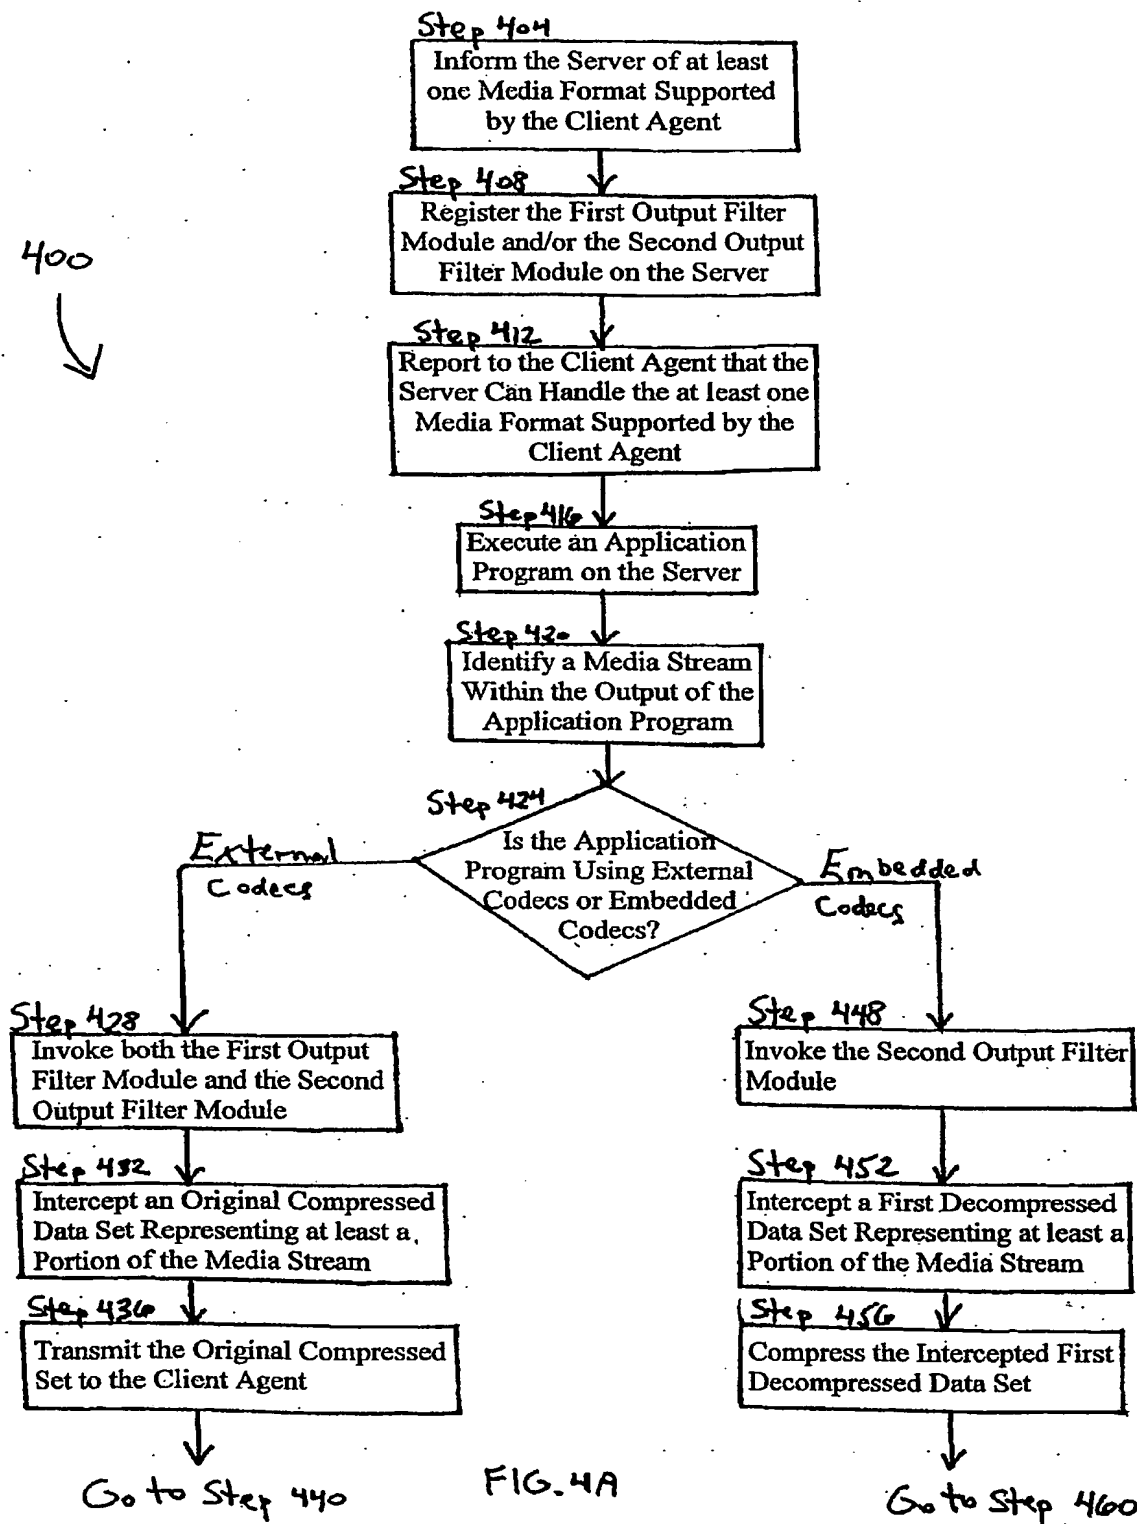 Step 404
Inform the Server of at least
one Media Format Supported
by the Client Agent
Step 408
Register the First Output Filter
Module and/or the Second Output
Filter Module on the Server
400
Step 412
Report to the Client Agent that the
Server Can Handle the at least one
Media Format Supported by the
Client Agent
Step 416
Execute an Application
Program on the Server
Step 420
Identify a Media Stream
Within the Output of the
Application Program
Step 424
Is the Application
Program Using External
Codecs or Embedded
Codecs?
External
Codecs
Embedded
Codecs
Step 428
Invoke both the First Output
Filter Module and the Second
Output Filter Module
Step 432
Intercept an Original Compressed
Data Set Representing at least a
Portion of the Media Stream
Step 436
Transmit the Original Compressed
Set to the Client Agent
Go to Step 440
Step 448
Invoke the Second Output Filter
Module
Step 452
Intercept a First Decompressed
Data Set Representing at least a
Portion of the Media Stream
Step 456
Compress the Intercepted First
Decompressed Data Set
Go to Step 460
FIG. 4A